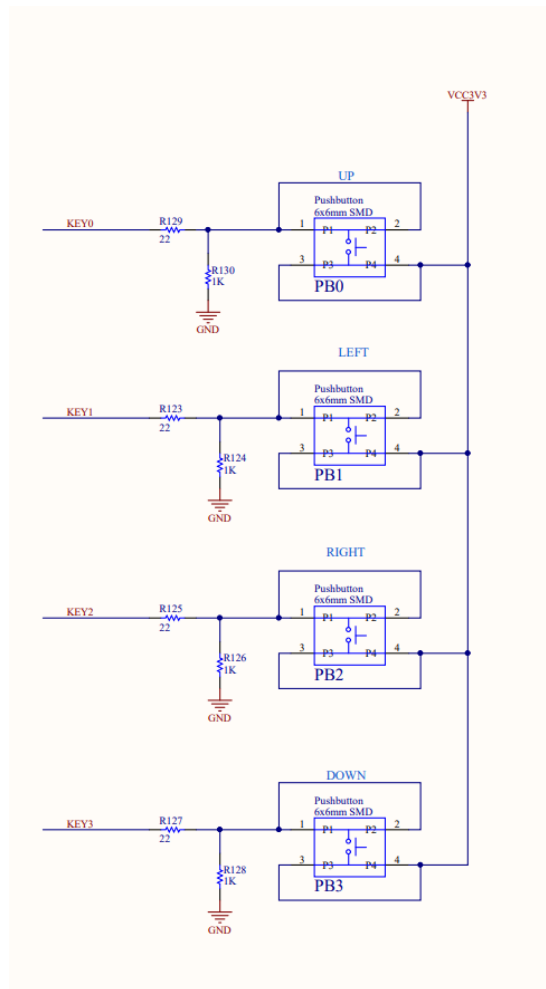 VCC3V3
UP
Pushbutton
6x6mm SMD
KEY0
R129
22
1
P1
P2
2
3
P3
P4
4
R130
1K
PB0
GND
LEFT
Pushbutton
6x6mm SMD
KEY1
R123
22
1
P1
P2
2
3
P3
P4
4
R124
1K
PB1
GND
RIGHT
Pushbutton
6x6mm SMD
KEY2
R125
22
1
P1
P2
2
3
P3
P4
4
R126
1K
PB2
GND
DOWN
Pushbutton
6x6mm SMD
KEY3
R127
22
1
P1
P2
2
3
P3
P4
4
R128
1K
PB3
GND